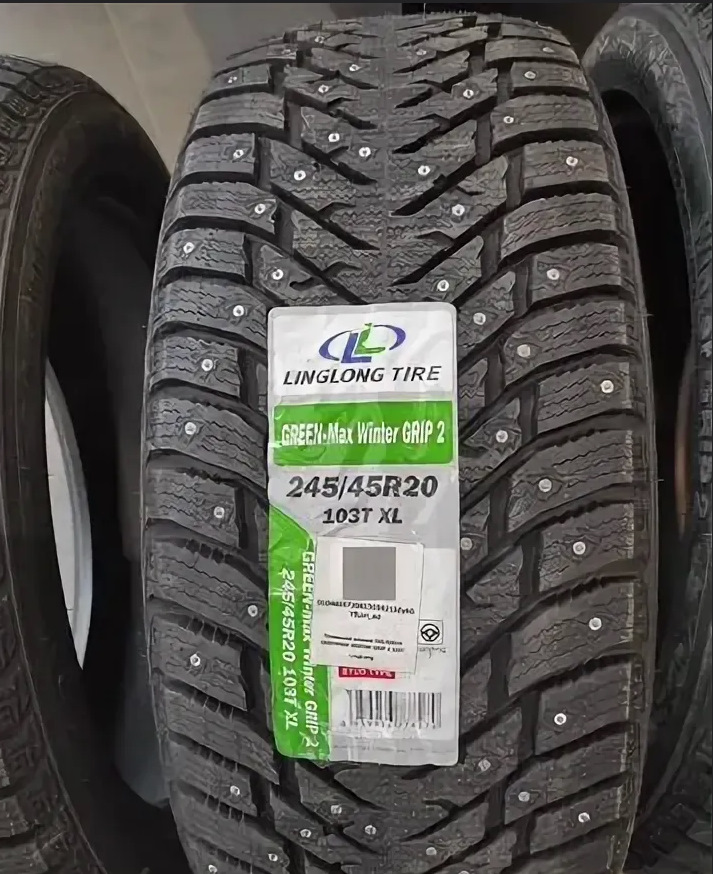 LINGLONG TIRE
GREEN-Max Winter GRIP 2
245/45R20
103T XL
GREEN-Max Winter GRIP 2
245/45R20 103T XL